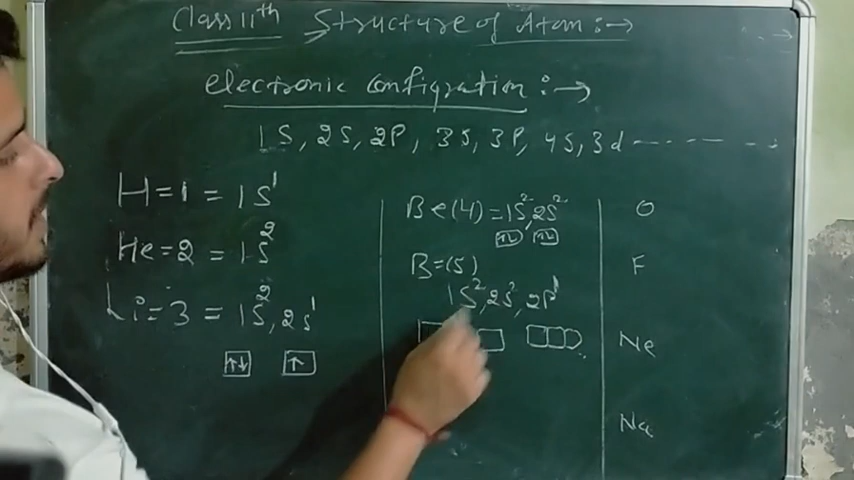 Class 11th Structure of Atom :→
electronic Configration :→
1S, 2S, 2P, 3S, 3P, 4S, 3d
H = 1 = 1S¹
He = 2 = 1S²
Li = 3 = 1S², 2S¹
↑↓ ↑
Be(4) = 1S², 2S²
↑↓ ↑↓
B = (5)
1S², 2S², 2P¹
O
F
Ne
Na